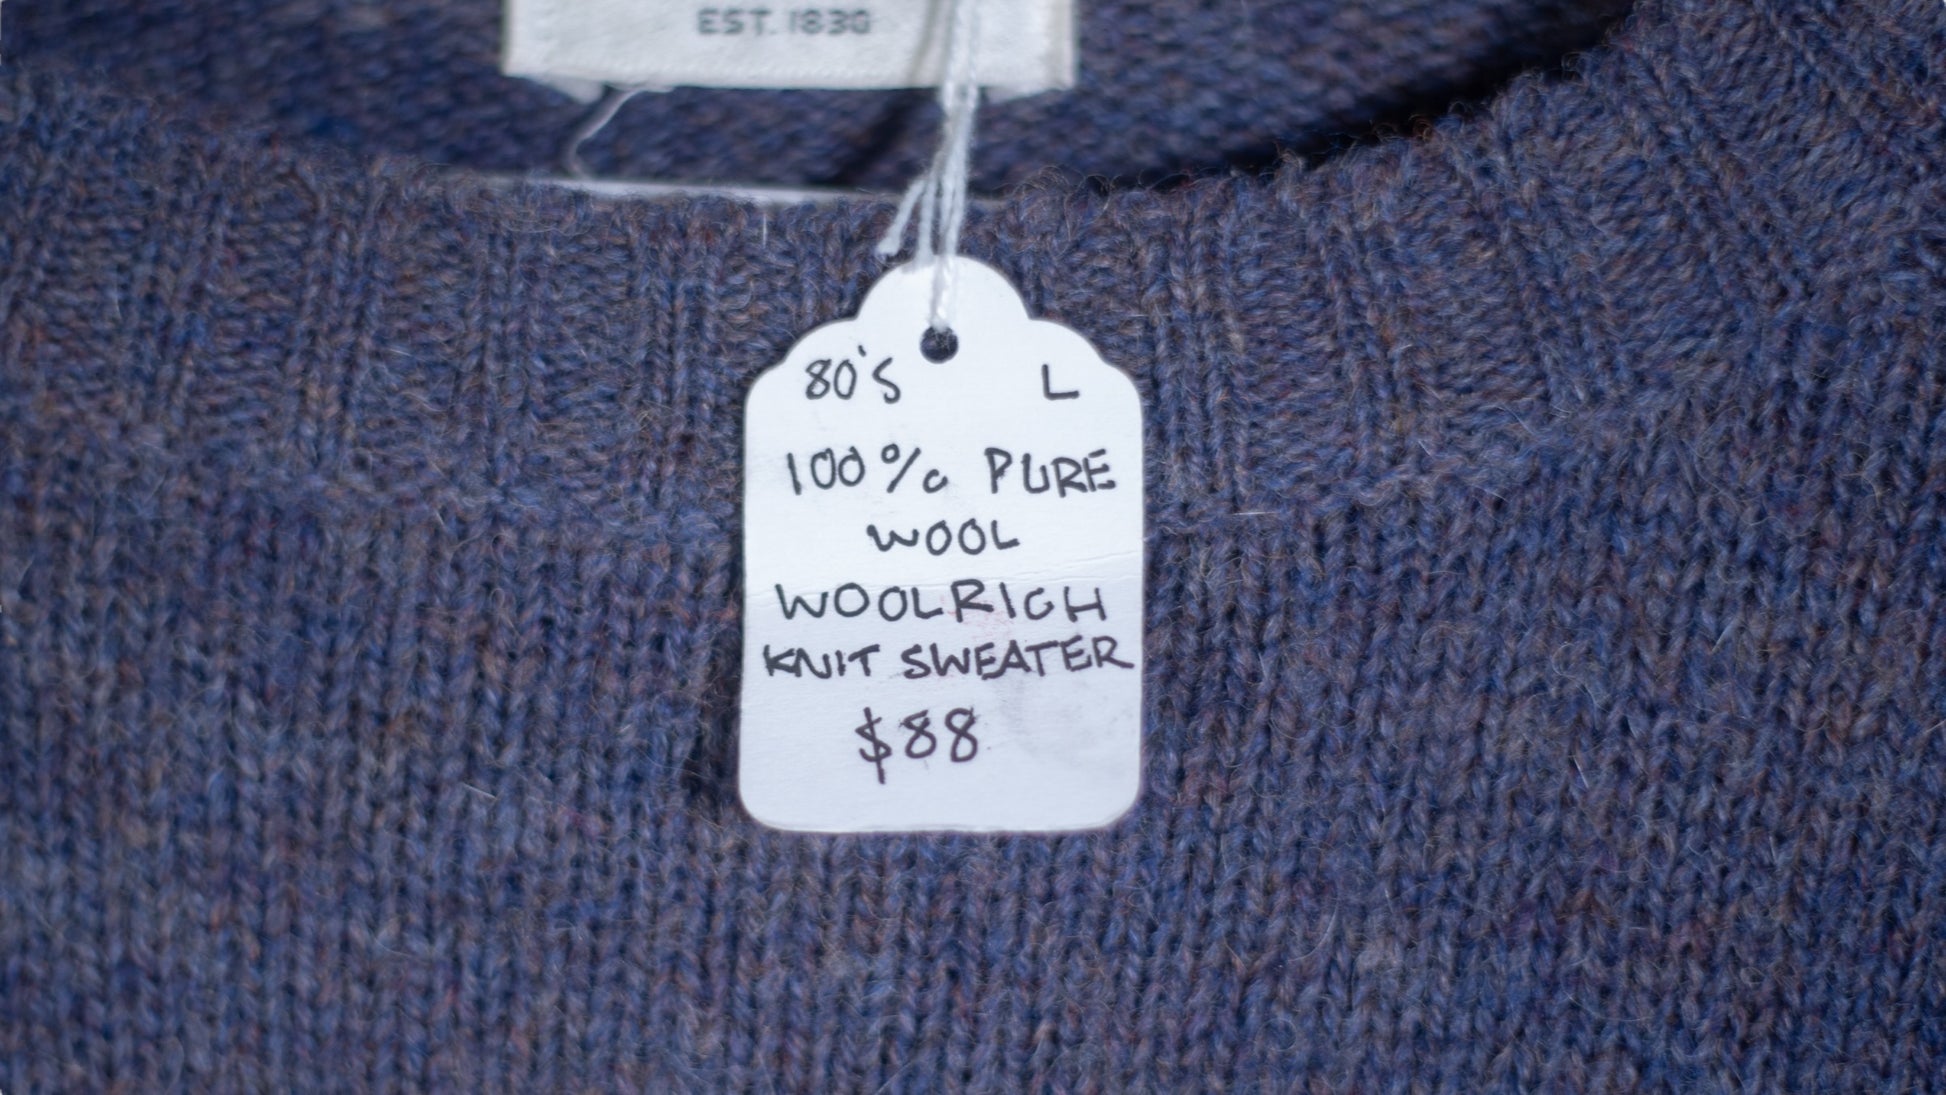 EST. 1830
80's L
100% PURE
WOOL
WOOLRICH
KNIT SWEATER
$88